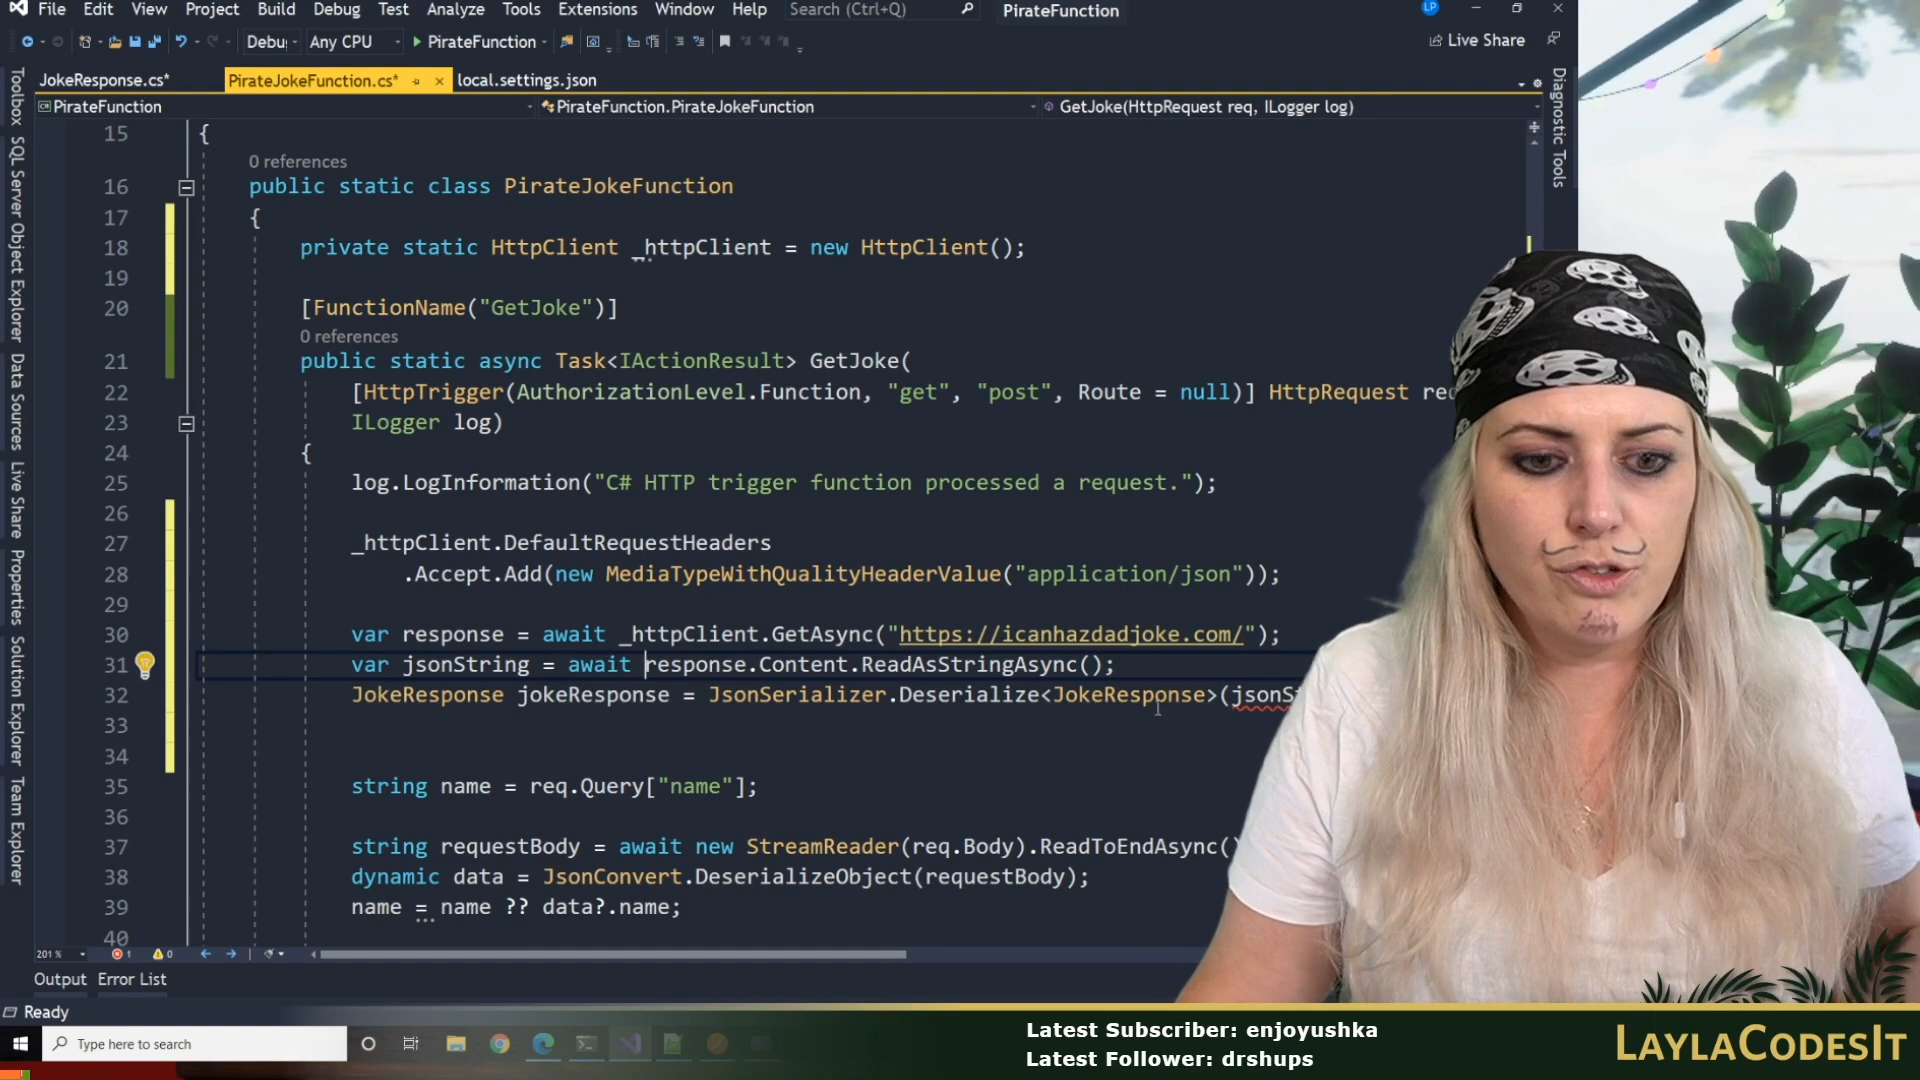 File Edit View Project Build Debug Test Analyze Tools Extensions Window Help Search (Ctrl+Q) PirateFunction LP
Any CPU PirateFunction Live Share
JokeResponse.cs* PirateJokeFunction.cs* local.settings.json
PirateFunction PirateFunction.PirateJokeFunction GetJoke(HttpRequest req, ILogger log)
Toolbox
SQL Server Object Explorer
Data Sources
Live Share
Properties
Solution Explorer
Team Explorer
Diagnostic Tools
15 {
0 references
16 public static class PirateJokeFunction
17 {
18 private static HttpClient _httpClient = new HttpClient();
19
20 [FunctionName("GetJoke")]
0 references
21 public static async Task<IActionResult> GetJoke(
22 [HttpTrigger(AuthorizationLevel.Function, "get", "post", Route = null)] HttpRequest
23 ILogger log)
24 {
25 log.LogInformation("C# HTTP trigger function processed a request.");
26
27 _httpClient.DefaultRequestHeaders
28 .Accept.Add(new MediaTypeWithQualityHeaderValue("application/json"));
29
30 var response = await _httpClient.GetAsync("https://icanhazdadjoke.com/");
31 var jsonString = await response.Content.ReadAsStringAsync();
32 JokeResponse jokeResponse = JsonSerializer.Deserialize<JokeResponse>(
33
34
35 string name = req.Query["name"];
36
37 string requestBody = await new StreamReader(req.Body).ReadToEndAsync()
38 dynamic data = JsonConvert.DeserializeObject(requestBody);
39 name = name ?? data?.name;
40
201 % 1 0
Output Error List
Ready
Type here to search
Latest Subscriber: enjoyushka
Latest Follower: drshups
LAYLACODESIT